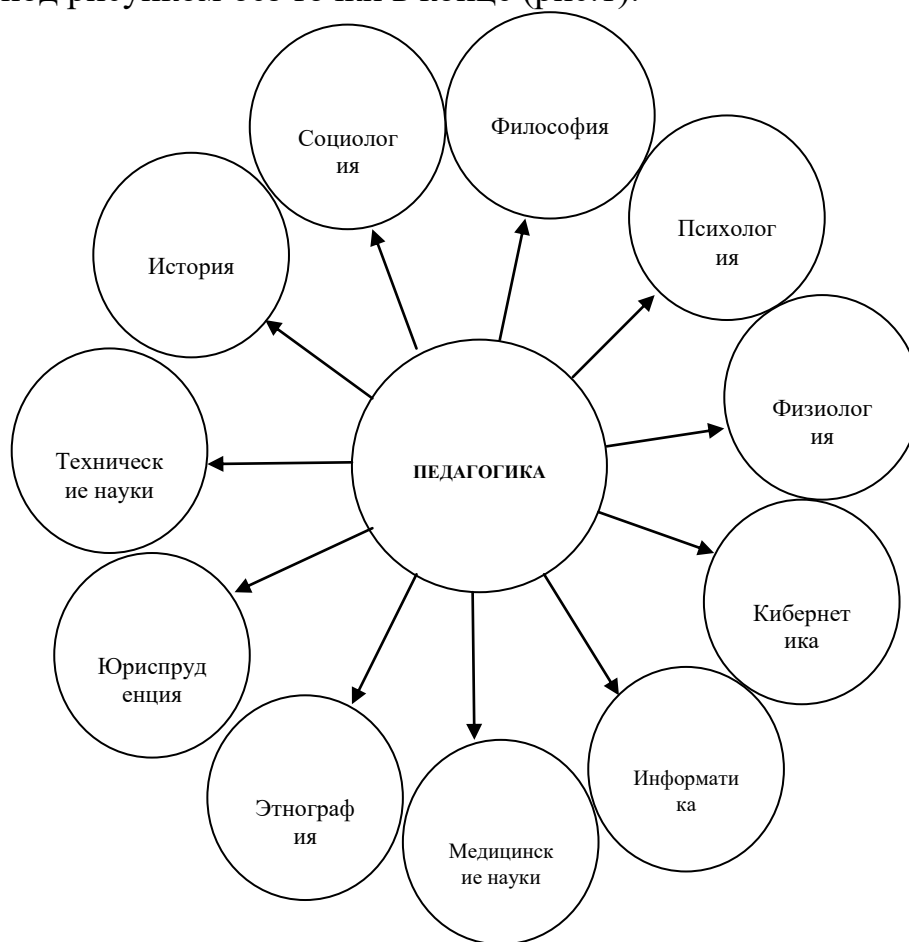 под рисунком без точки в конце (рис.1).
Социолог
ия
Философия
Психолог
ия
История
Физиолог
ия
Техническ
ие науки
ПЕДАГОГИКА
Кибернет
ика
Юриспруд
енция
Информати
ка
Этнограф
ия
Медицинск
ие науки